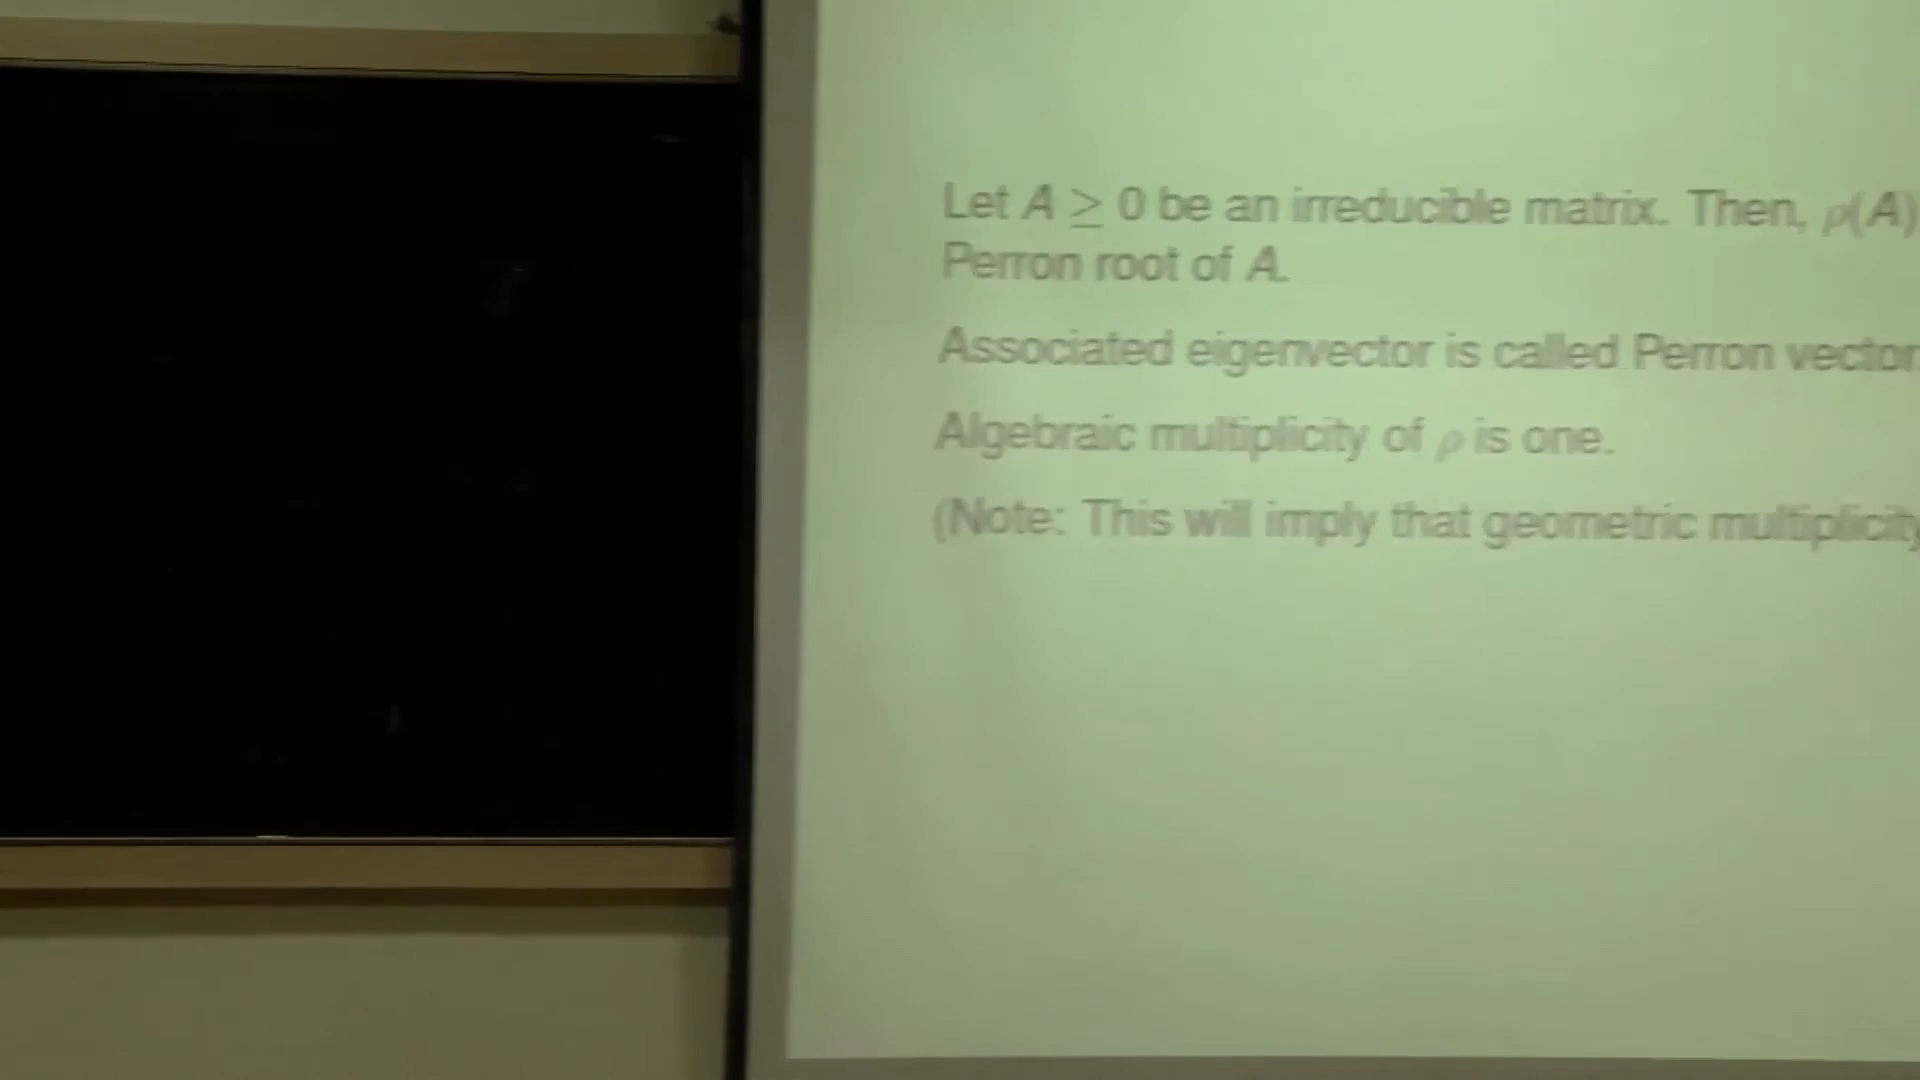 Let A ≥ 0 be an irreducible matrix. Then, ρ(A)
Perron root of A.
Associated eigenvector is called Perron vector
Algebraic multiplicity of ρ is one.
(Note: This will imply that geometric multiplicity